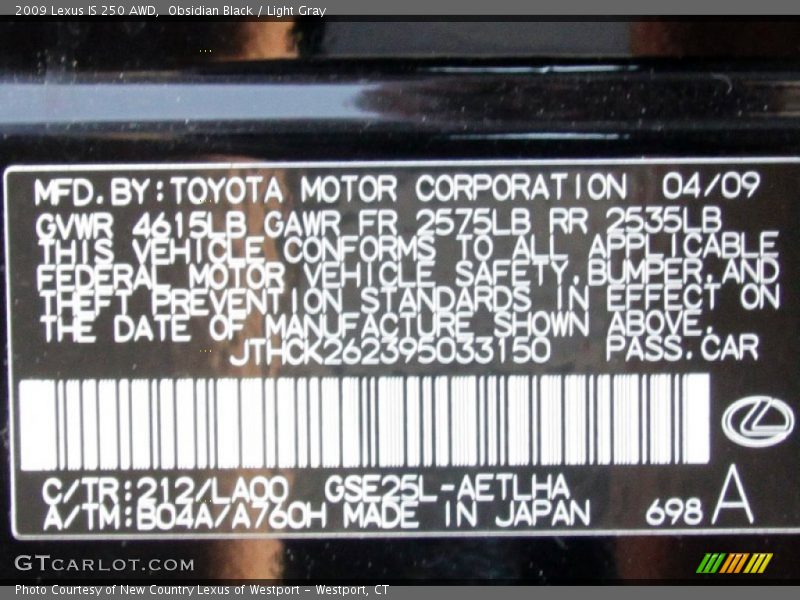 2009 Lexus IS 250 AWD,  Obsidian Black / Light Gray
MFD. BY: TOYOTA MOTOR CORPORATION 04/09
GVWR 4615LB GAWR FR 2575LB RR 2535LB
THIS VEHICLE CONFORMS TO ALL APPLICABLE
FEDERAL MOTOR VEHICLE SAFETY, BUMPER, AND
THEFT PREVENTION STANDARDS IN EFFECT ON
THE DATE OF MANUFACTURE SHOWN ABOVE.
JTHCK262395033150 PASS. CAR
C/TR: 212/LA00 GSE25L-AETLHA
A/TM: B04A/A760H MADE IN JAPAN 698 A
GTCARLOT.COM
Photo Courtesy of New Country Lexus of Westport - Westport, CT